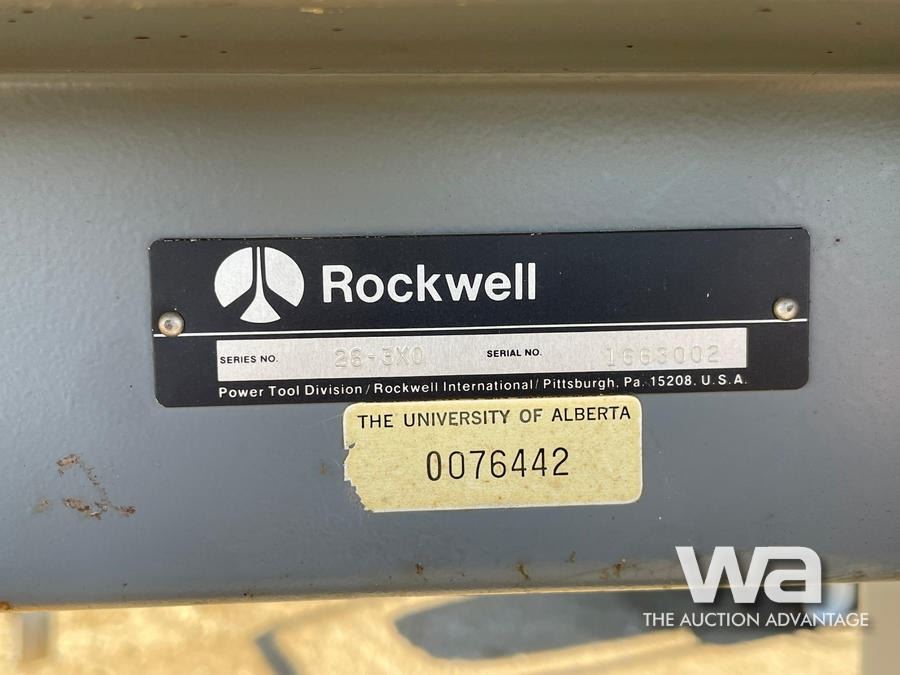 Rockwell
SERIES NO. 26-3X0 SERIAL NO. 1GG3002
Power Tool Division/Rockwell International/Pittsburgh, Pa. 15208, U.S.A.
THE UNIVERSITY OF ALBERTA
0076442
wa
THE AUCTION ADVANTAGE